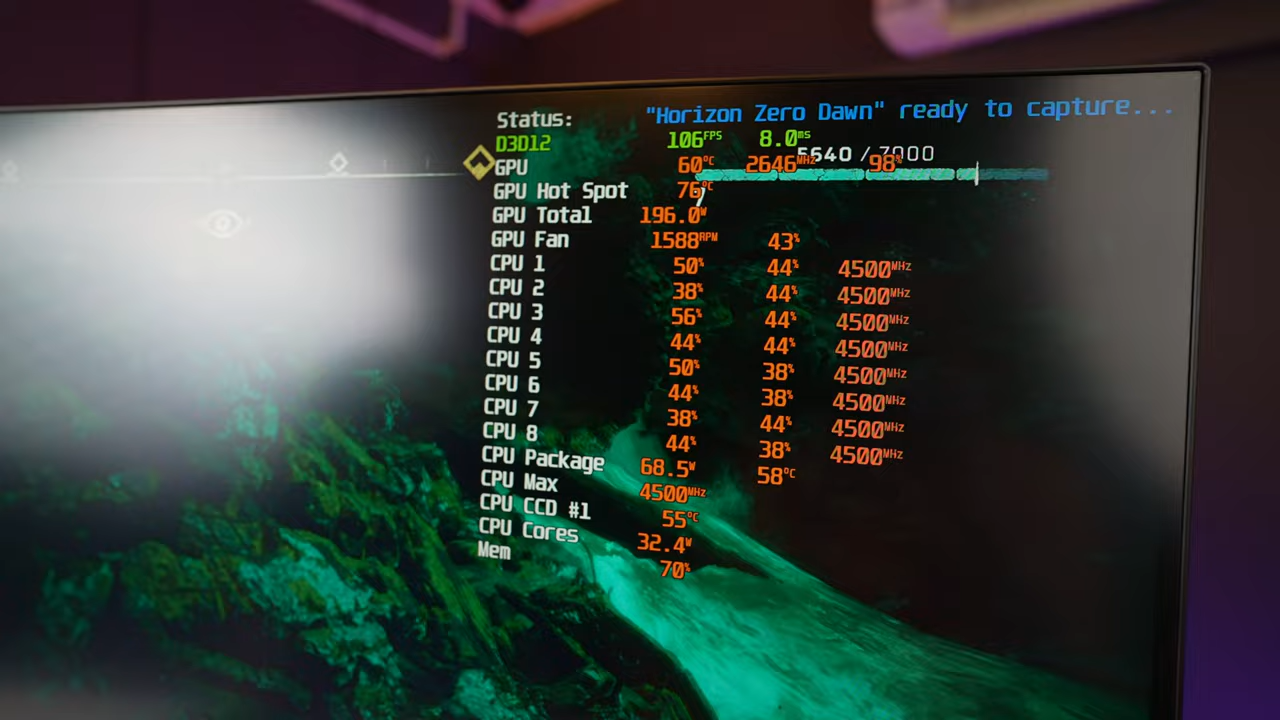 Status: "Horizon Zero Dawn" ready to capture...
D3D12 106FPS 8.0ms
5640 / 7000
GPU 60°C 2646MHz 98%
GPU Hot Spot 76°C
GPU Total 196.0W
GPU Fan 1588RPM 43%
CPU 1 50% 44% 4500MHz
CPU 2 38% 44% 4500MHz
CPU 3 56% 44% 4500MHz
CPU 4 44% 44% 4500MHz
CPU 5 50% 38% 4500MHz
CPU 6 44% 38% 4500MHz
CPU 7 38% 44% 4500MHz
CPU 8 44% 38% 4500MHz
CPU Package 68.5W 58°C
CPU Max 4500MHz
CPU CCD #1 55°C
CPU Cores 32.4W
Mem 70%